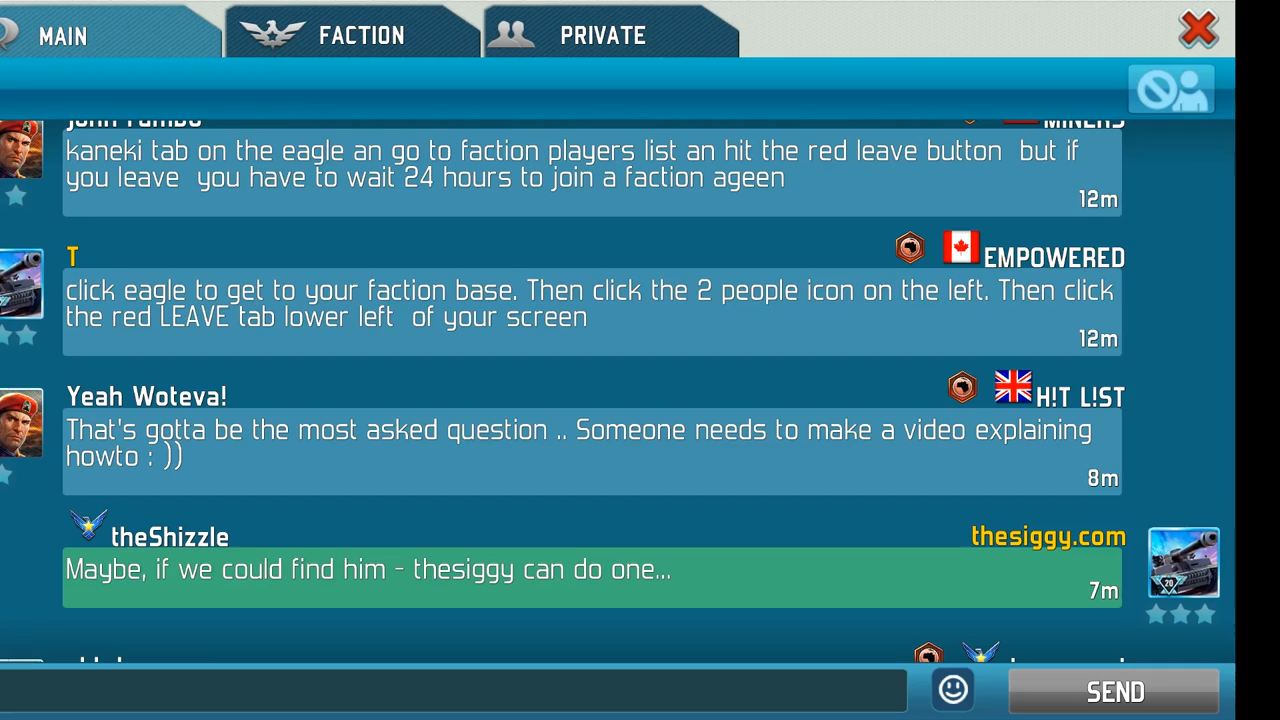 MAIN
FACTION
PRIVATE
MINERS
kaneki tab on the eagle an go to faction players list an hit the red leave button but if
you leave you have to wait 24 hours to join a faction ageen
12m
T
EMPOWERED
click eagle to get to your faction base. Then click the 2 people icon on the left. Then click
the red LEAVE tab lower left of your screen
12m
Yeah Woteva!
H!T L!ST
That's gotta be the most asked question .. Someone needs to make a video explaining
howto : ))
8m
theShizzle
thesiggy.com
Maybe, if we could find him - thesiggy can do one...
20
7m
SEND